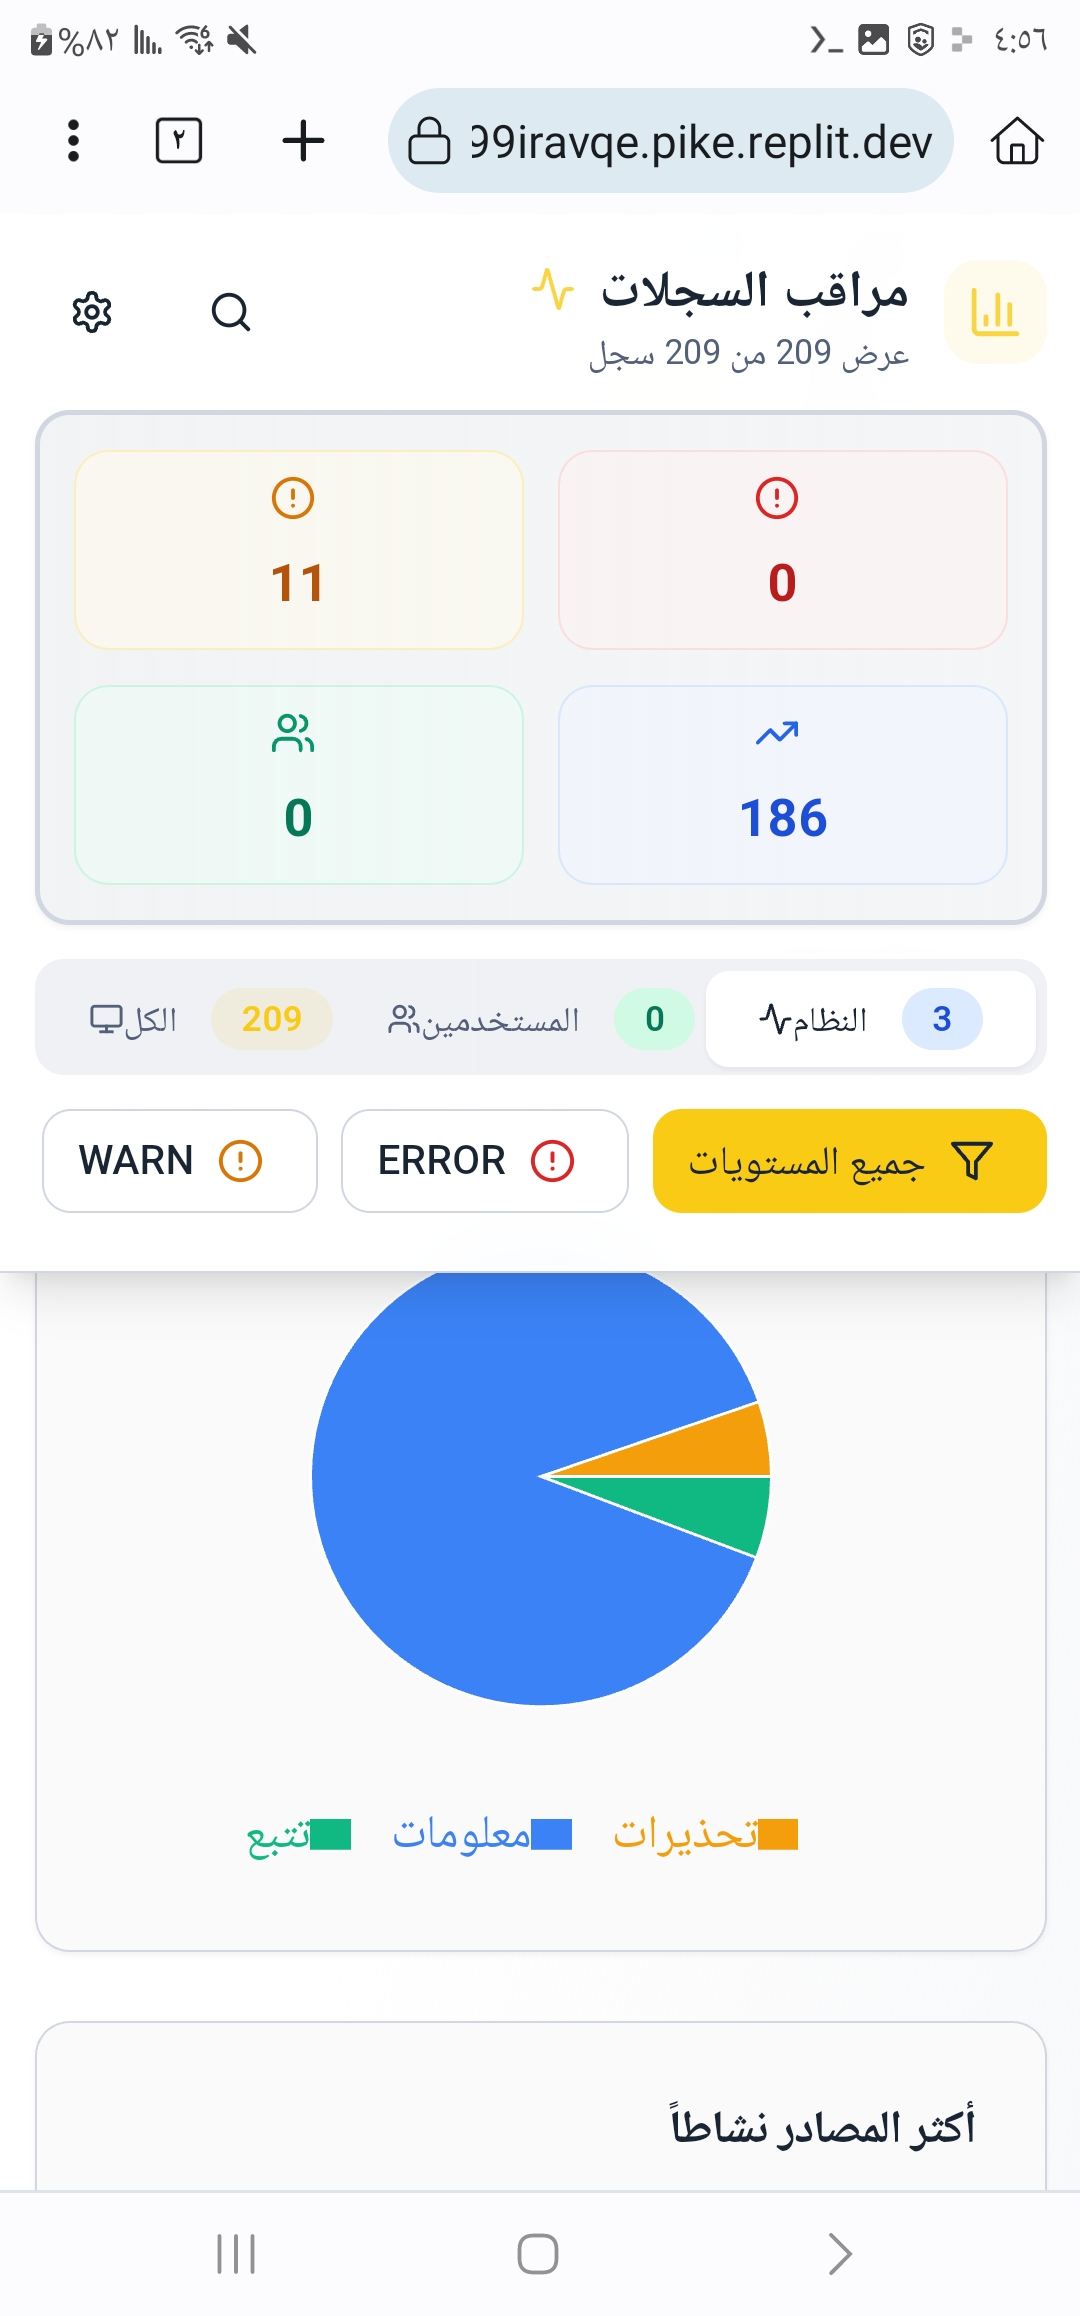 ٤:٥٦
%٨٢
6
99iravqe.pike.replit.dev
٢
مراقب السجلات
عرض 209 من 209 سجل
0
11
186
0
3 النظام
0 المستخدمين
209 الكل
جميع المستويات
ERROR
WARN
تحذيرات
معلومات
تتبع
أكثر المصادر نشاطاً